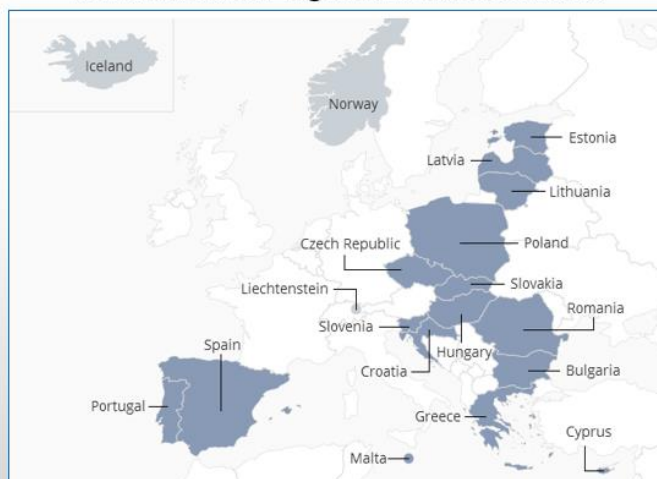 Iceland
Norway
Estonia
Latvia
Lithuania
Czech Republic
Poland
Liechtenstein
Slovakia
Romania
Slovenia
Spain
Hungary
Croatia
Bulgaria
Portugal
Greece
Cyprus
Malta